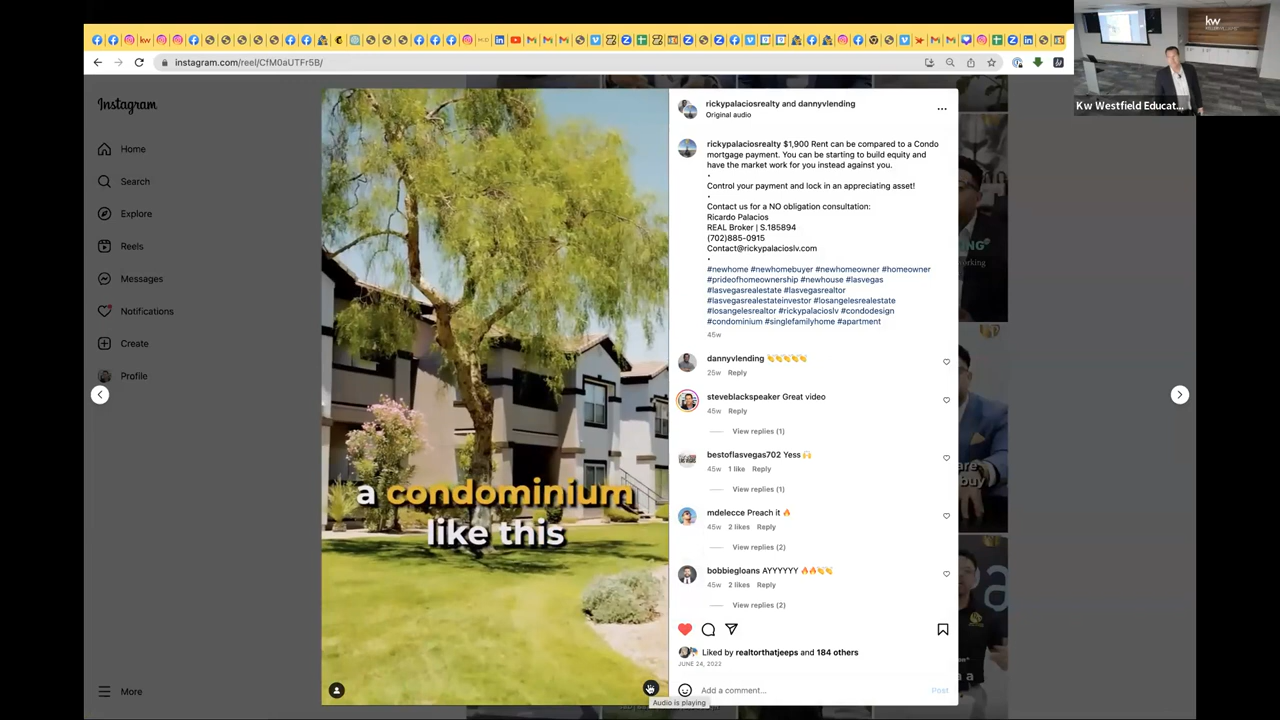 instagram.com/reel/CfM0aUTFr5B/
kw
Kw Westfield Educat...
Instagram
Home
Search
Explore
Reels
Messages
Notifications
Create
Profile
More
a condominium
like this
Audio is playing
rickypalaciosrealty and dannyvlending
Original audio
rickypalaciosrealty $1,900 Rent can be compared to a Condo
mortgage payment. You can be starting to build equity and
have the market work for you instead against you.
•
Control your payment and lock in an appreciating asset!
•
Contact us for a NO obligation consultation:
Ricardo Palacios
REAL Broker | S.185894
(702)885-0915
Contact@rickypalacioslv.com
•
#newhome #newhomebuyer #newhomeowner #homeowner
#prideofhomeownership #newhouse #lasvegas
#lasvegasrealestate #lasvegasrealtor
#lasvegasrealestateinvestor #losangelesrealestate
#losangelesrealtor #rickypalacioslv #condodesign
#condominium #singlefamilyhome #apartment
45w
dannyvlending 👏👏👏👏👏
25w Reply
steveblackspeaker Great video
45w Reply
View replies (1)
bestoflasvegas702 Yess 🙌
45w 1 like Reply
View replies (1)
mdelecce Preach it 🔥
45w 2 likes Reply
View replies (2)
bobbiegloans AYYYYYY 🔥🔥👏👏
45w 2 likes Reply
View replies (2)
Liked by realtorthatjeeps and 184 others
JUNE 24, 2022
Add a comment...
Post